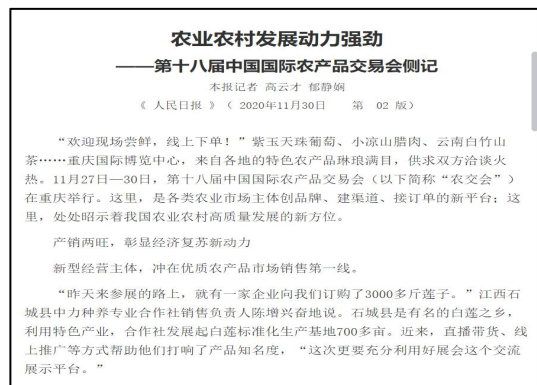 农业农村发展动力强劲
——第十八届中国国际农产品交易会侧记
本报记者 高云才 郁静娴
《 人民日报 》（ 2020年11月30日 第 02 版）
“欢迎现场尝鲜，线上下单！”紫玉天珠葡萄、小凉山腊肉、云南白竹山
茶……重庆国际博览中心，来自各地的特色农产品琳琅满目，供求双方洽谈火
热。11月27日—30日，第十八届中国国际农产品交易会（以下简称“农交会”）
在重庆举行。这里，是各类农业市场主体创品牌、建渠道、接订单的新平台；这
里，处处昭示着我国农业农村高质量发展的新方位。
产销两旺，彰显经济复苏新动力
新型经营主体，冲在优质农产品市场销售第一线。
“昨天来参展的路上，就有一家企业向我们订购了3000多斤莲子。”江西石
城县中力种养专业合作社销售负责人陈增兴奋地说。石城县是有名的白莲之乡，
利用特色产业，合作社发展起白莲标准化生产基地700多亩。近来，直播带货、线
上推广等方式帮助他们打响了产品知名度，“这次更要充分利用好展会这个交流
展示平台。”